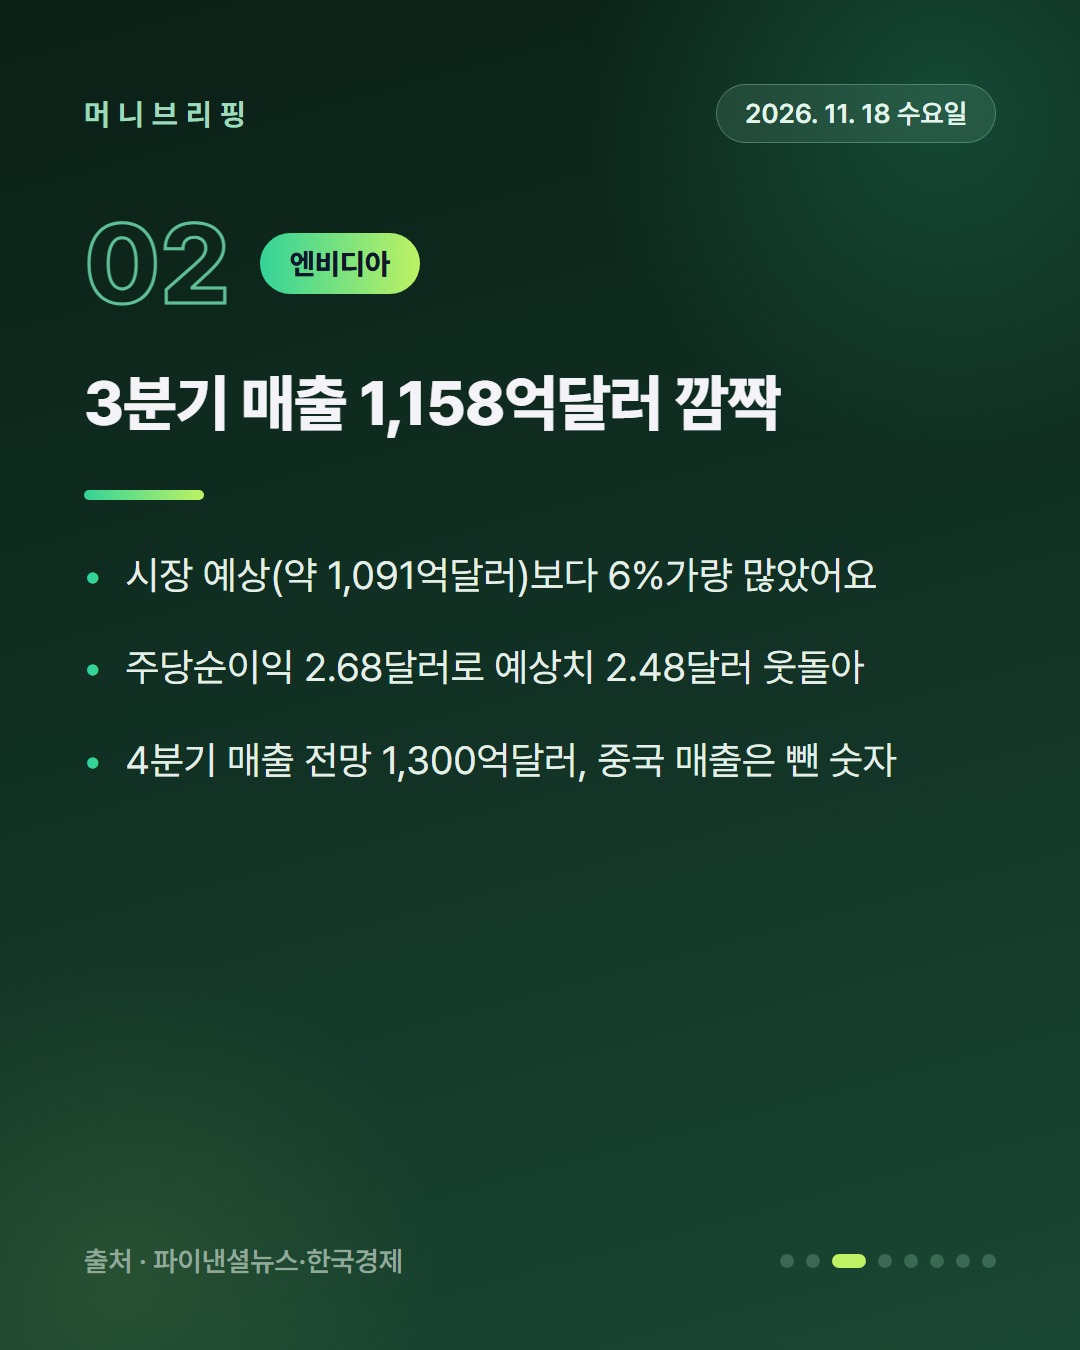 머니브리핑
2026. 11. 18 수요일
02
엔비디아
3분기 매출 1,158억달러 깜짝
• 시장 예상(약 1,091억달러)보다 6%가량 많았어요
• 주당순이익 2.68달러로 예상치 2.48달러 웃돌아
• 4분기 매출 전망 1,300억달러, 중국 매출은 뺀 숫자
출처 · 파이낸셜뉴스·한국경제